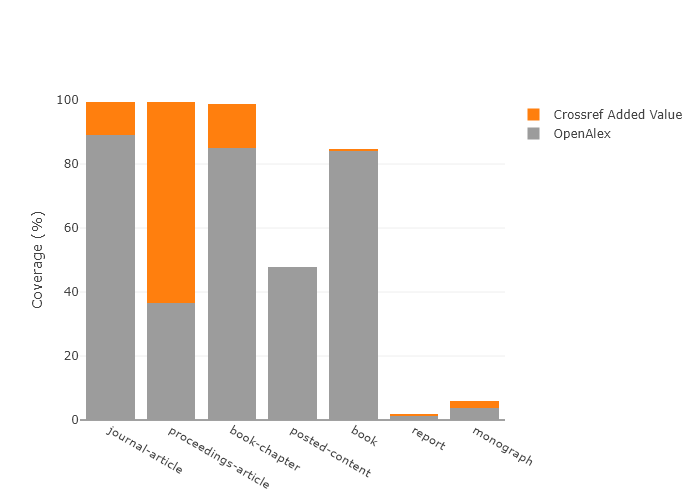 100
80
60
40
20
0
Coverage (%)
journal-article
proceedings-article
book-chapter
posted-content
book
report
monograph
Crossref Added Value
OpenAlex